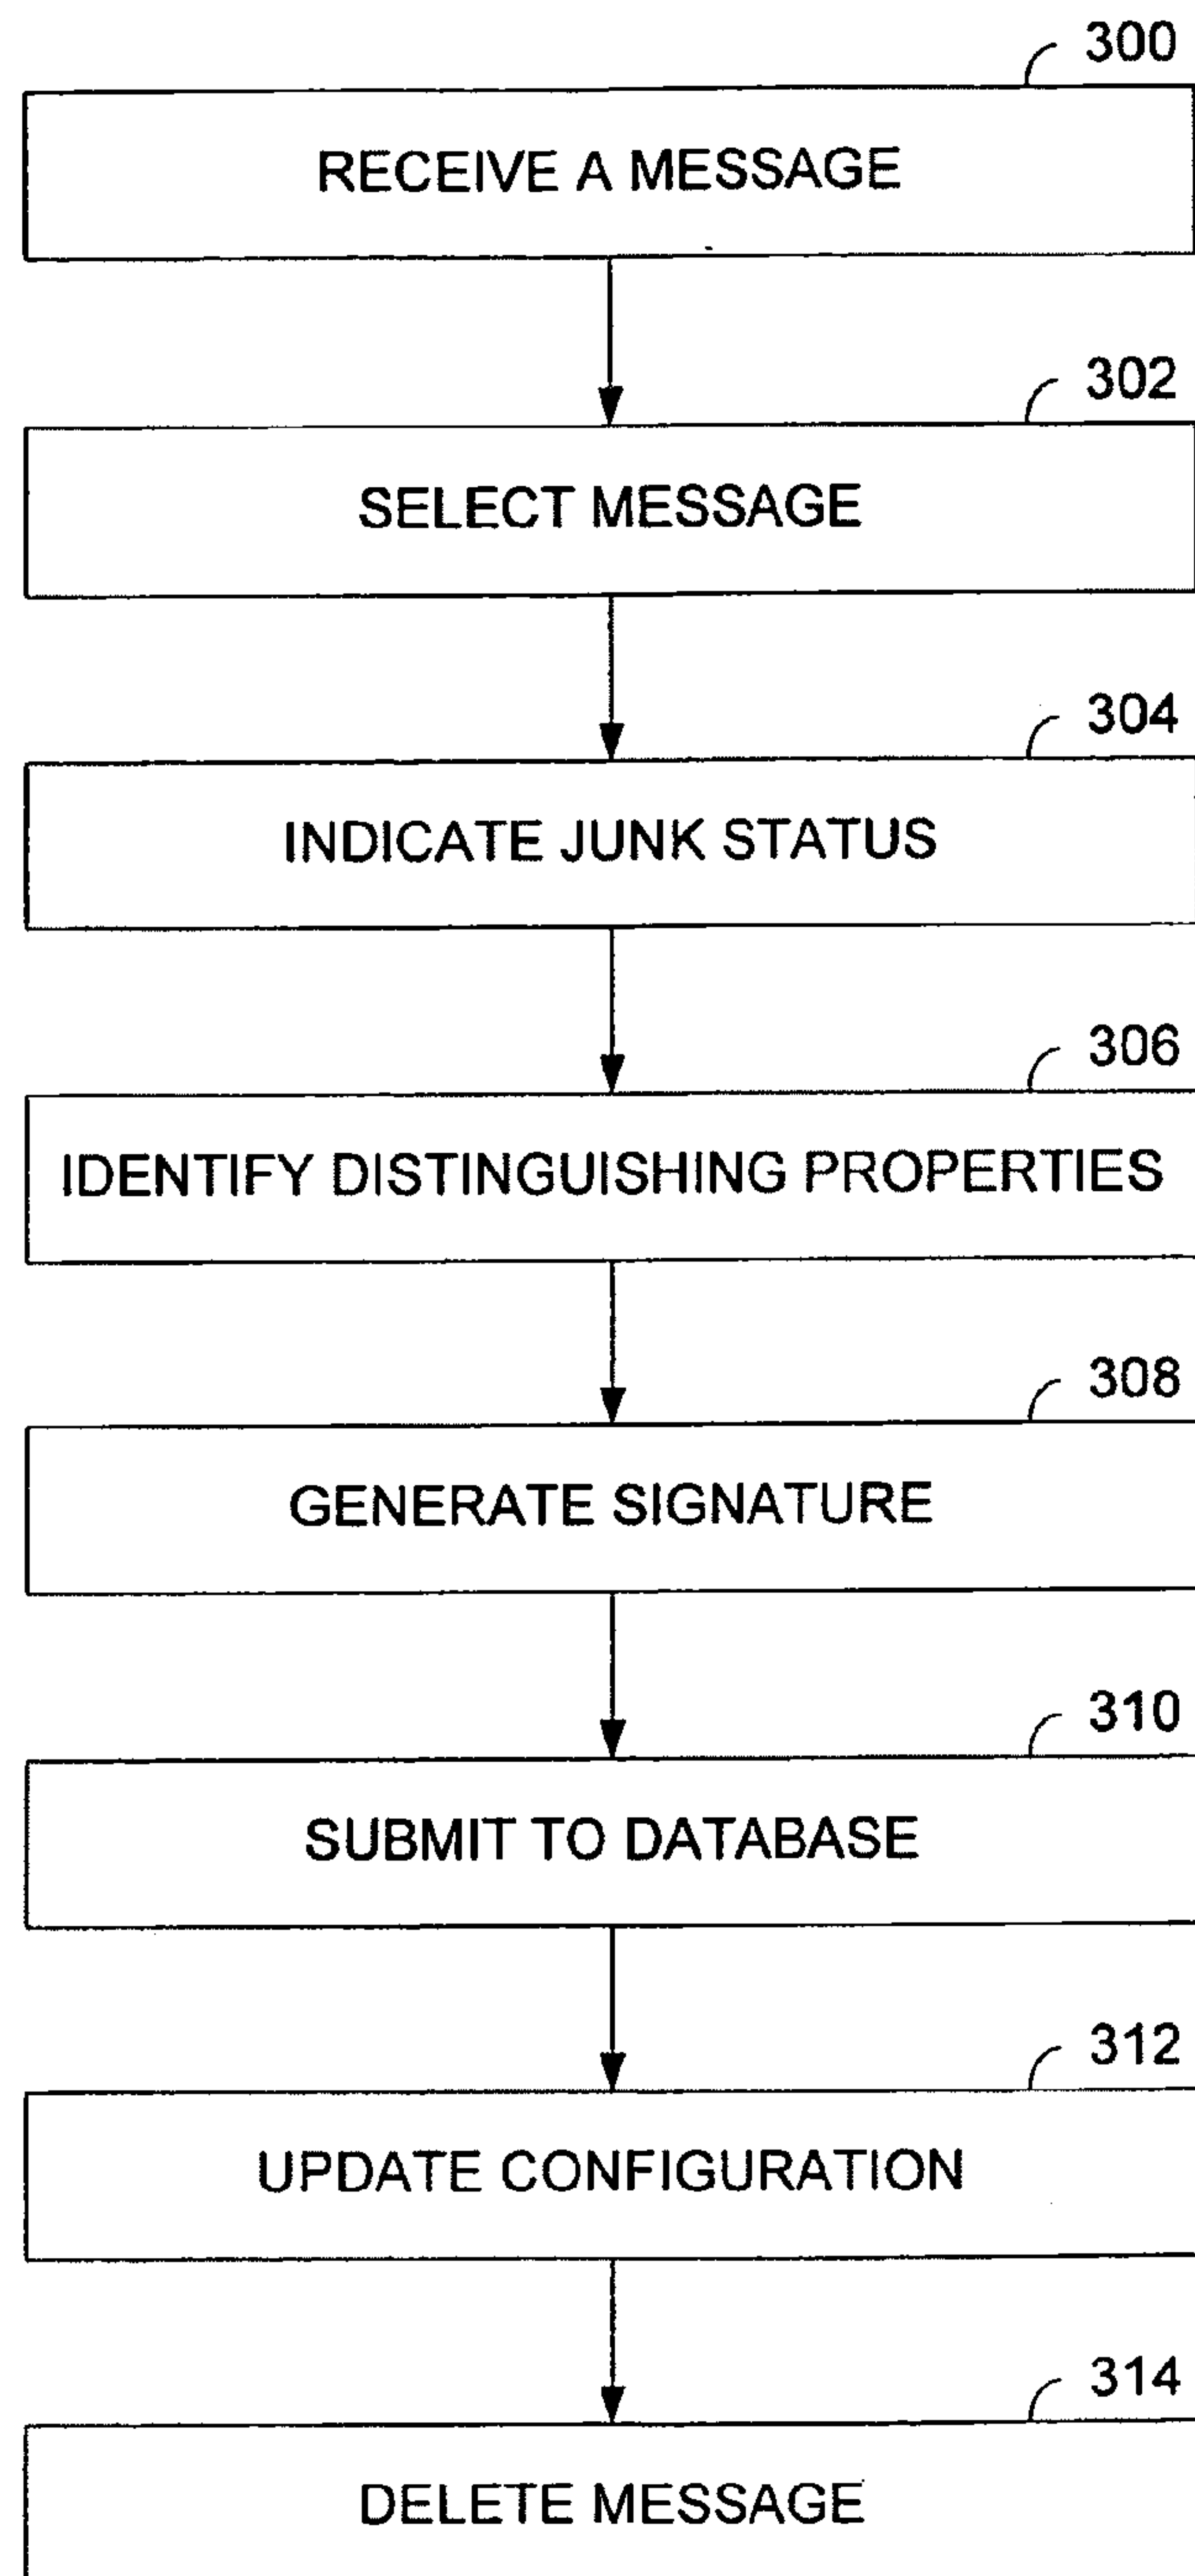 300
RECEIVE A MESSAGE
302
SELECT MESSAGE
304
INDICATE JUNK STATUS
306
IDENTIFY DISTINGUISHING PROPERTIES
308
GENERATE SIGNATURE
310
SUBMIT TO DATABASE
312
UPDATE CONFIGURATION
314
DELETE MESSAGE